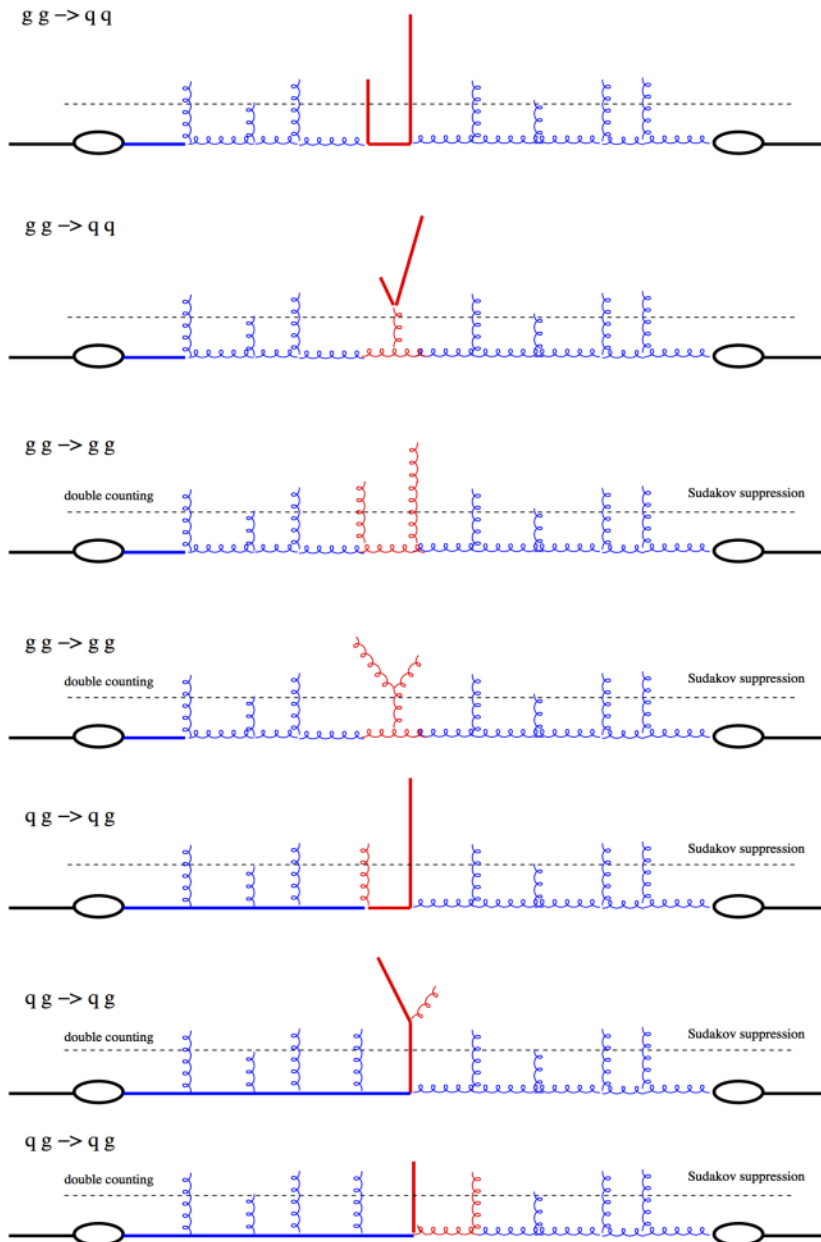 g g -> q q
g g -> q q
g g -> g g
double counting Sudakov suppression
g g -> g g
double counting Sudakov suppression
q g -> q g
Sudakov suppression
q g -> q g
double counting Sudakov suppression
q g -> q g
double counting Sudakov suppression